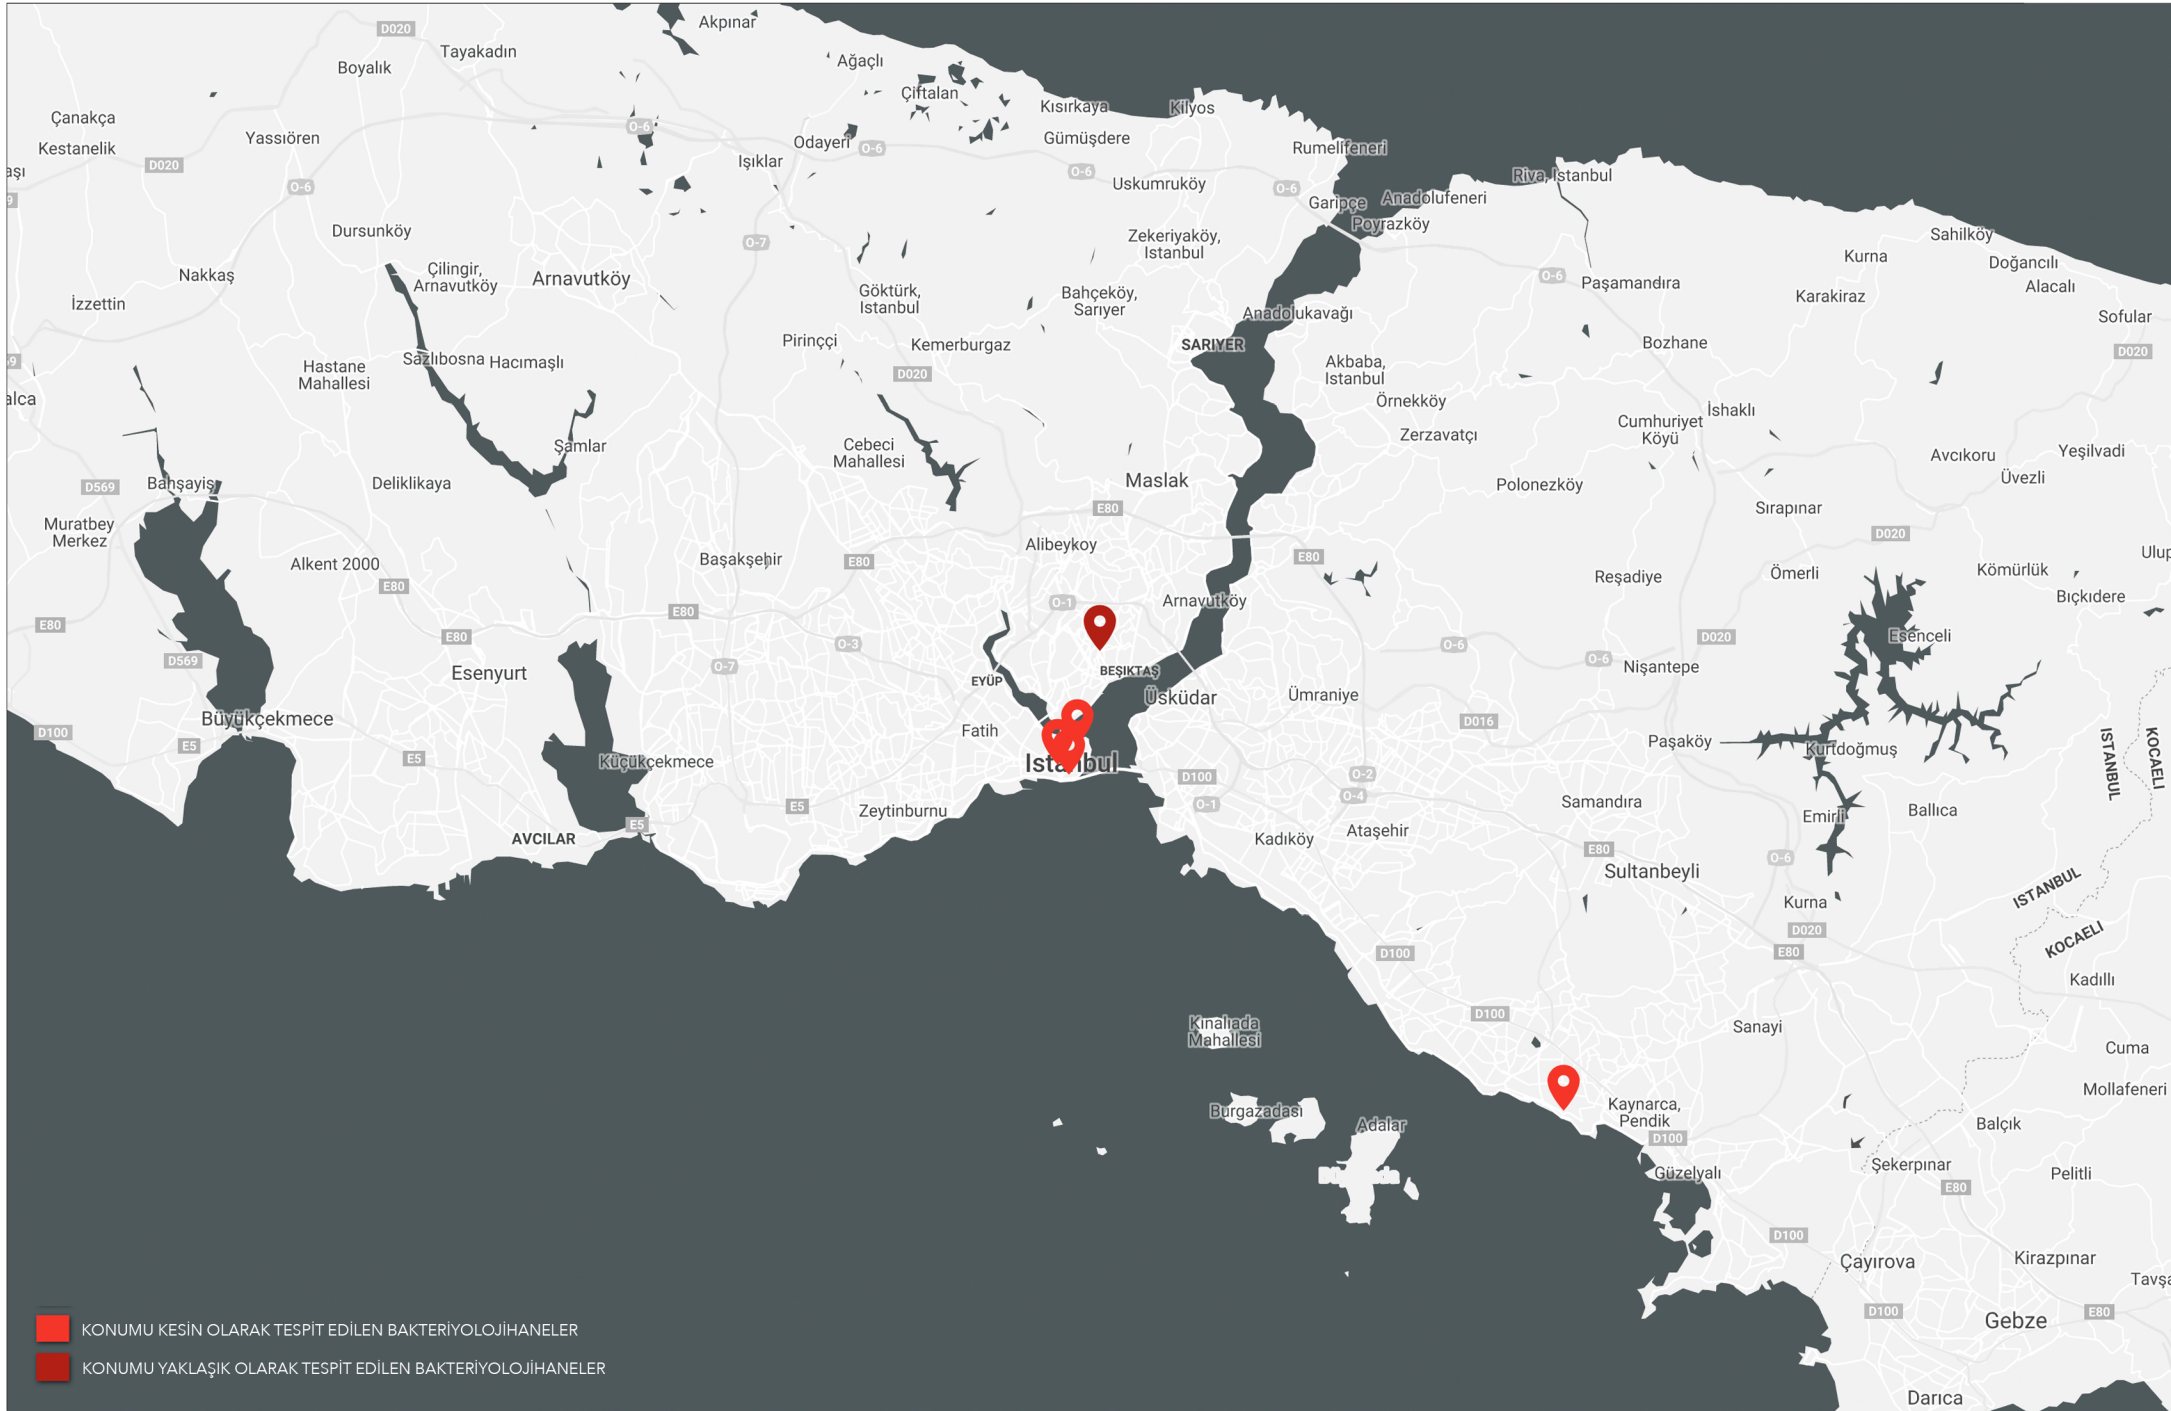 Akpınar
D020
Tayakadın
Ağaçlı
Boyalık
Çiftalan
Kısırkaya
Kilyos
Çanakça
O-6
Yassıören
Odayeri
O-6
Gümüşdere
Rumelifeneri
Kestanelik
D020
Işıklar
O-6
Uskumruköy
O-6
Riva, Istanbul
aşı
O-6
Garipçe
Anadolufeneri
Poyrazköy
Dursunköy
O-7
Zekeriyaköy,
Istanbul
Sahilköy
Kurna
Doğancılı
Nakkaş
Çilingir,
Arnavutköy
Arnavutköy
O-6
Paşamandıra
Alacalı
İzzettin
Göktürk,
Istanbul
Bahçeköy,
Sarıyer
Karakiraz
Anadolukavağı
Sofular
Pirinççi
Kemerburgaz
SARIYER
Bozhane
D020
Sazlıbosna
Hacımaşlı
Hastane
Mahallesi
D020
Akbaba,
Istanbul
alca
Örnekköy
İshaklı
Cumhuriyet
Köyü
Şamlar
Cebeci
Mahallesi
Zerzavatçı
Avcıkoru
Yeşilvadi
D569
Bahşayiş
Deliklikaya
Maslak
Polonezköy
Üvezli
E80
Sırapınar
Muratbey
Merkez
D020
Alkent 2000
Başakşehir
E80
Alibeykoy
E80
Ulup
E80
Reşadiye
Ömerli
Kömürlük
E80
E80
O-1
Arnavutköy
Bıçkıdere
E80
O-3
O-6
D020
Esenceli
D569
Esenyurt
O-7
EYÜP
BEŞIKTAŞ
O-6
Nişantepe
Üsküdar
Ümraniye
Büyükçekmece
D100
E5
Fatih
D016
Paşaköy
Kurtdoğmuş
ISTANBUL
KOCAELI
E5
Küçükçekmece
Istanbul
D100
O-2
E5
Zeytinburnu
O-1
O-4
Samandıra
Emirli
Ballıca
AVCILAR
E5
Kadıköy
Ataşehir
E80
O-6
Sultanbeyli
ISTANBUL
Kurna
D020
KOCAELI
D100
E80
Kadıllı
D100
Sanayi
Kınalıada
Mahallesi
Cuma
Mollafeneri
Burgazadası
Adalar
Kaynarca,
Pendik
D100
Balçık
Güzelyalı
Şekerpınar
Pelitli
E80
D100
Çayırova
Kirazpınar
Tavşa
D100
Gebze
E80
KONUMU KESİN OLARAK TESPİT EDİLEN BAKTERİYOLOJİHANELER
KONUMU YAKLAŞIK OLARAK TESPİT EDİLEN BAKTERİYOLOJİHANELER
Darıca